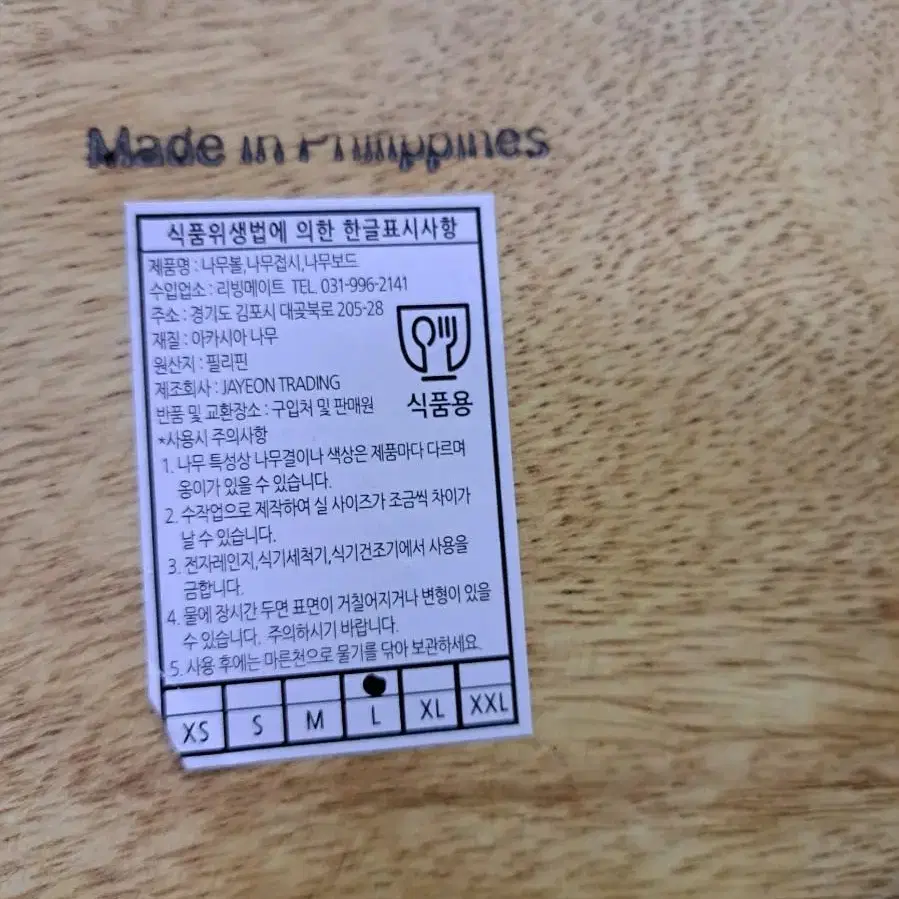 Made in Philippines
식품위생법에 의한 한글표시사항
제품명 : 나무볼,나무접시,나무보드
수입업소 : 리빙메이트 TEL 031-996-2141
주소 : 경기도 김포시 대곶북로 205-28
재질 : 아카시아 나무
원산지 : 필리핀
제조회사 : JAYEON TRADING
반품 및 교환장소 : 구입처 및 판매원
식품용
*사용시 주의사항
1. 나무 특성상 나무결이나 색상은 제품마다 다르며
옹이가 있을 수 있습니다.
2. 수작업으로 제작하여 실 사이즈가 조금씩 차이가
날 수 있습니다.
3. 전자레인지,식기세척기,식기건조기에서 사용을
금합니다.
4. 물에 장시간 두면 표면이 거칠어지거나 변형이 있을
수 있습니다. 주의하시기 바랍니다.
5. 사용 후에는 마른천으로 물기를 닦아 보관하세요.
XS S M L XL XXL